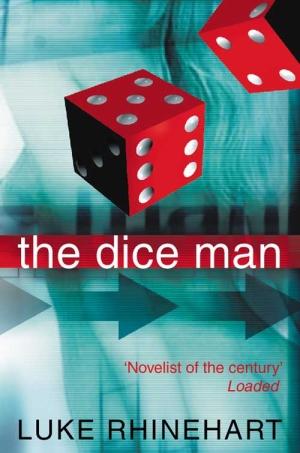 the dice man
'Novelist of the century'
Loaded
LUKE RHINEHART